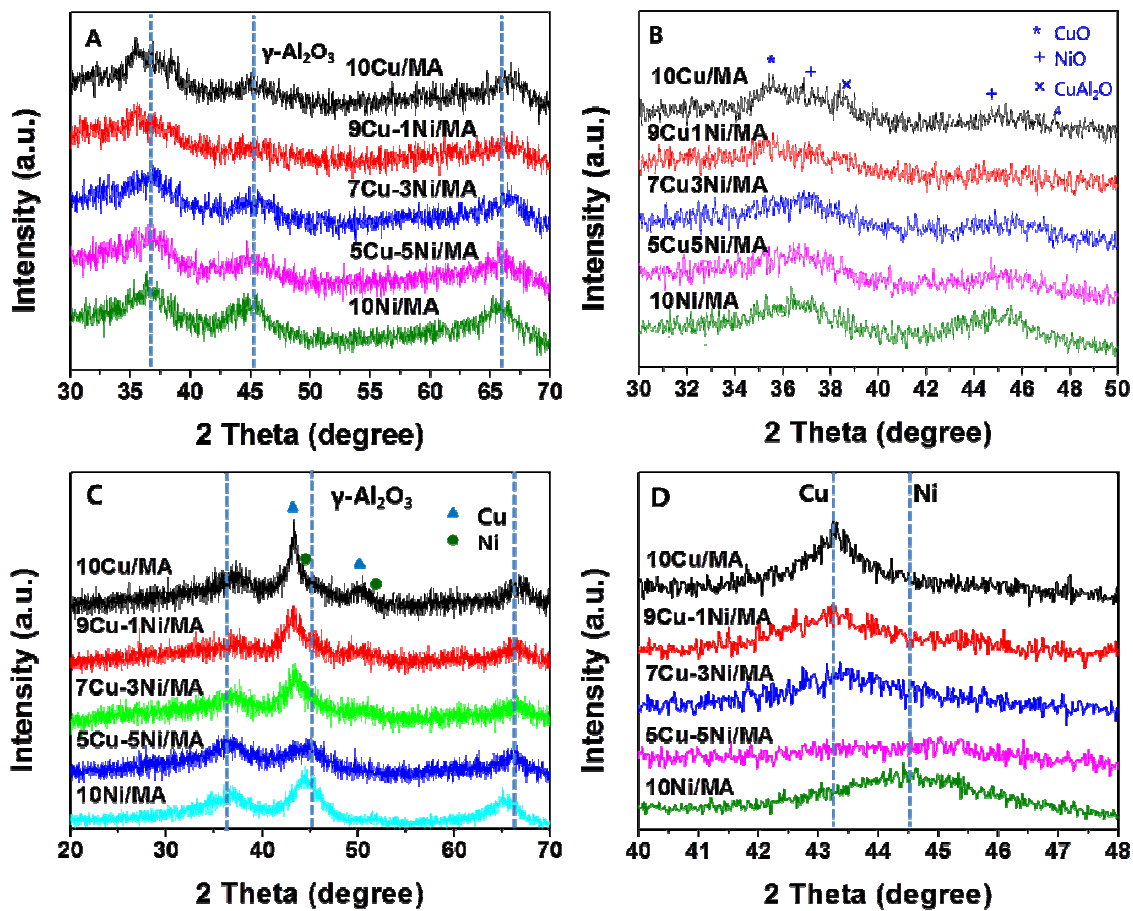 A
γ-Al₂O₃
10Cu/MA
9Cu-1Ni/MA
7Cu-3Ni/MA
5Cu-5Ni/MA
10Ni/MA
Intensity (a.u.)
30 35 40 45 50 55 60 65 70
2 Theta (degree)
B
* CuO
+ NiO
× CuAl₂O
4
*
+
×
+
10Cu/MA
9Cu1Ni/MA
7Cu3Ni/MA
5Cu5Ni/MA
10Ni/MA
Intensity (a.u.)
30 32 34 36 38 40 42 44 46 48 50
2 Theta (degree)
C
γ-Al₂O₃
Cu
Ni
10Cu/MA
9Cu-1Ni/MA
7Cu-3Ni/MA
5Cu-5Ni/MA
10Ni/MA
Intensity (a.u.)
20 30 40 50 60 70
2 Theta (degree)
D
Cu
Ni
10Cu/MA
9Cu-1Ni/MA
7Cu-3Ni/MA
5Cu-5Ni/MA
10Ni/MA
Intensity (a.u.)
40 41 42 43 44 45 46 47 48
2 Theta (degree)